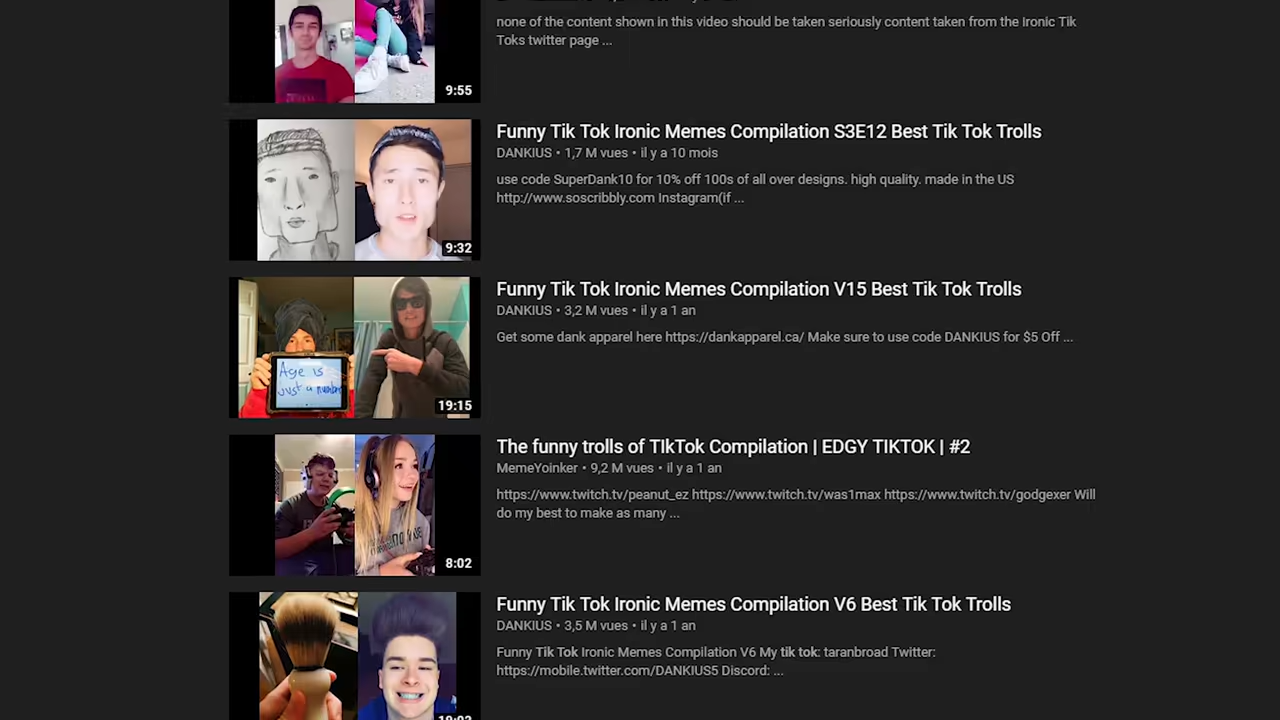 none of the content shown in this video should be taken seriously content taken from the Ironic Tik
Toks twitter page ...
9:55
Funny Tik Tok Ironic Memes Compilation S3E12 Best Tik Tok Trolls
DANKIUS • 1,7 M vues • il y a 10 mois
use code SuperDank10 for 10% off 100s of all over designs. high quality. made in the US
http://www.soscribbly.com Instagram(if ...
9:32
Funny Tik Tok Ironic Memes Compilation V15 Best Tik Tok Trolls
DANKIUS • 3,2 M vues • il y a 1 an
Get some dank apparel here https://dankapparel.ca/ Make sure to use code DANKIUS for $5 Off ...
Age is
just a number
19:15
The funny trolls of TIkTok Compilation | EDGY TIKTOK | #2
MemeYoinker • 9,2 M vues • il y a 1 an
https://www.twitch.tv/peanut_ez https://www.twitch.tv/was1max https://www.twitch.tv/godgexer Will
do my best to make as many ...
8:02
Funny Tik Tok Ironic Memes Compilation V6 Best Tik Tok Trolls
DANKIUS • 3,5 M vues • il y a 1 an
Funny Tik Tok Ironic Memes Compilation V6 My tik tok: taranbroad Twitter:
https://mobile.twitter.com/DANKIUS5 Discord: ...
19:02